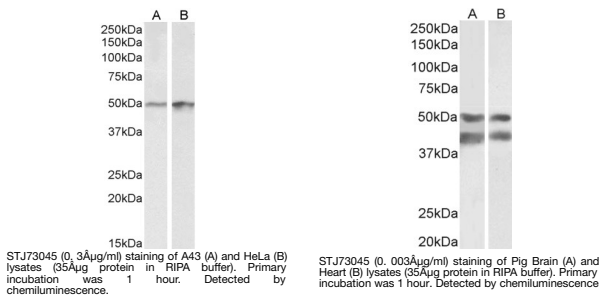 A B
250kDa
150kDa
100kDa
75kDa
50kDa
37kDa
25kDa
20kDa
15kDa
STJ73045 (0, 3Âµg/ml) staining of A43 (A) and HeLa (B)
lysates (35Âµg protein in RIPA buffer). Primary
incubation was 1 hour. Detected by
chemiluminescence.
A B
250kDa
150kDa
100kDa
75kDa
50kDa
37kDa
25kDa
20kDa
STJ73045 (0. 003Âµg/ml) staining of Pig Brain (A) and
Heart (B) lysates (35Âµg protein in RIPA buffer). Primary
incubation was 1 hour. Detected by chemiluminescence